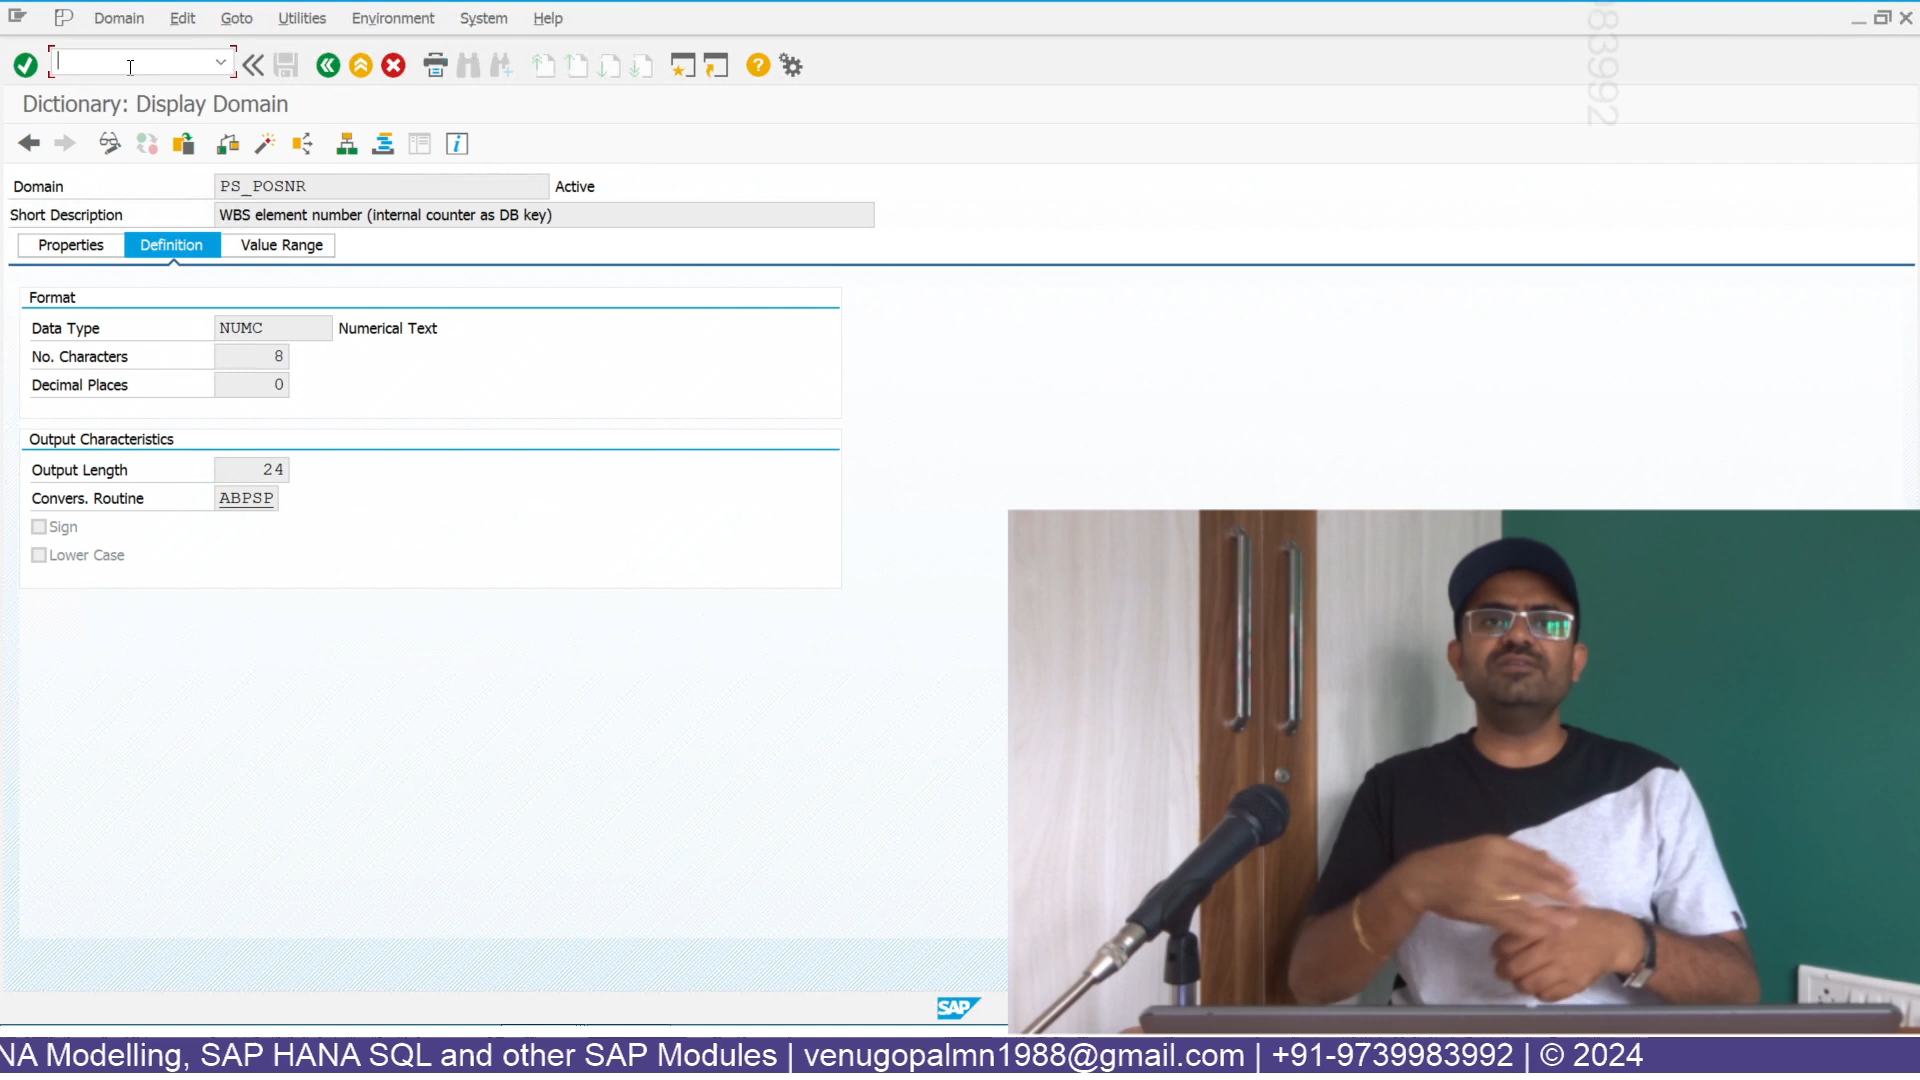 Domain Edit Goto Utilities Environment System Help
Dictionary: Display Domain
Domain PS_POSNR Active
Short Description WBS element number (internal counter as DB key)
Properties Definition Value Range
Format
Data Type NUMC Numerical Text
No. Characters 8
Decimal Places 0
Output Characteristics
Output Length 24
Convers. Routine ABPSP
Sign
Lower Case
SAP
NA Modelling, SAP HANA SQL and other SAP Modules | venugopalmn1988@gmail.com | +91-9739983992 | © 2024
83992